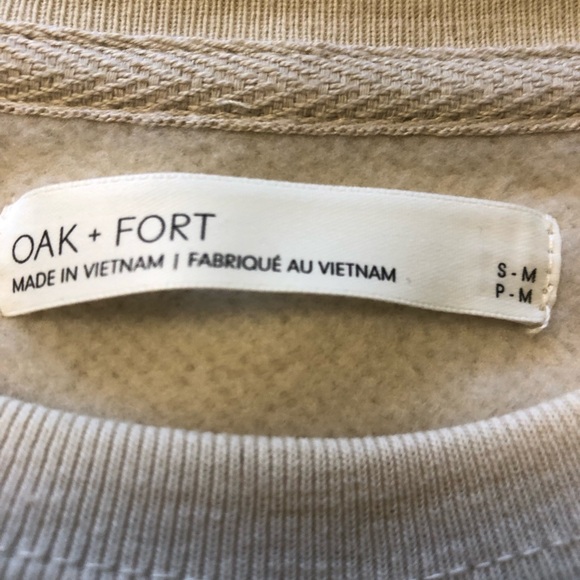 OAK + FORT
MADE IN VIETNAM | FABRIQUÉ AU VIETNAM
S - M
P - M